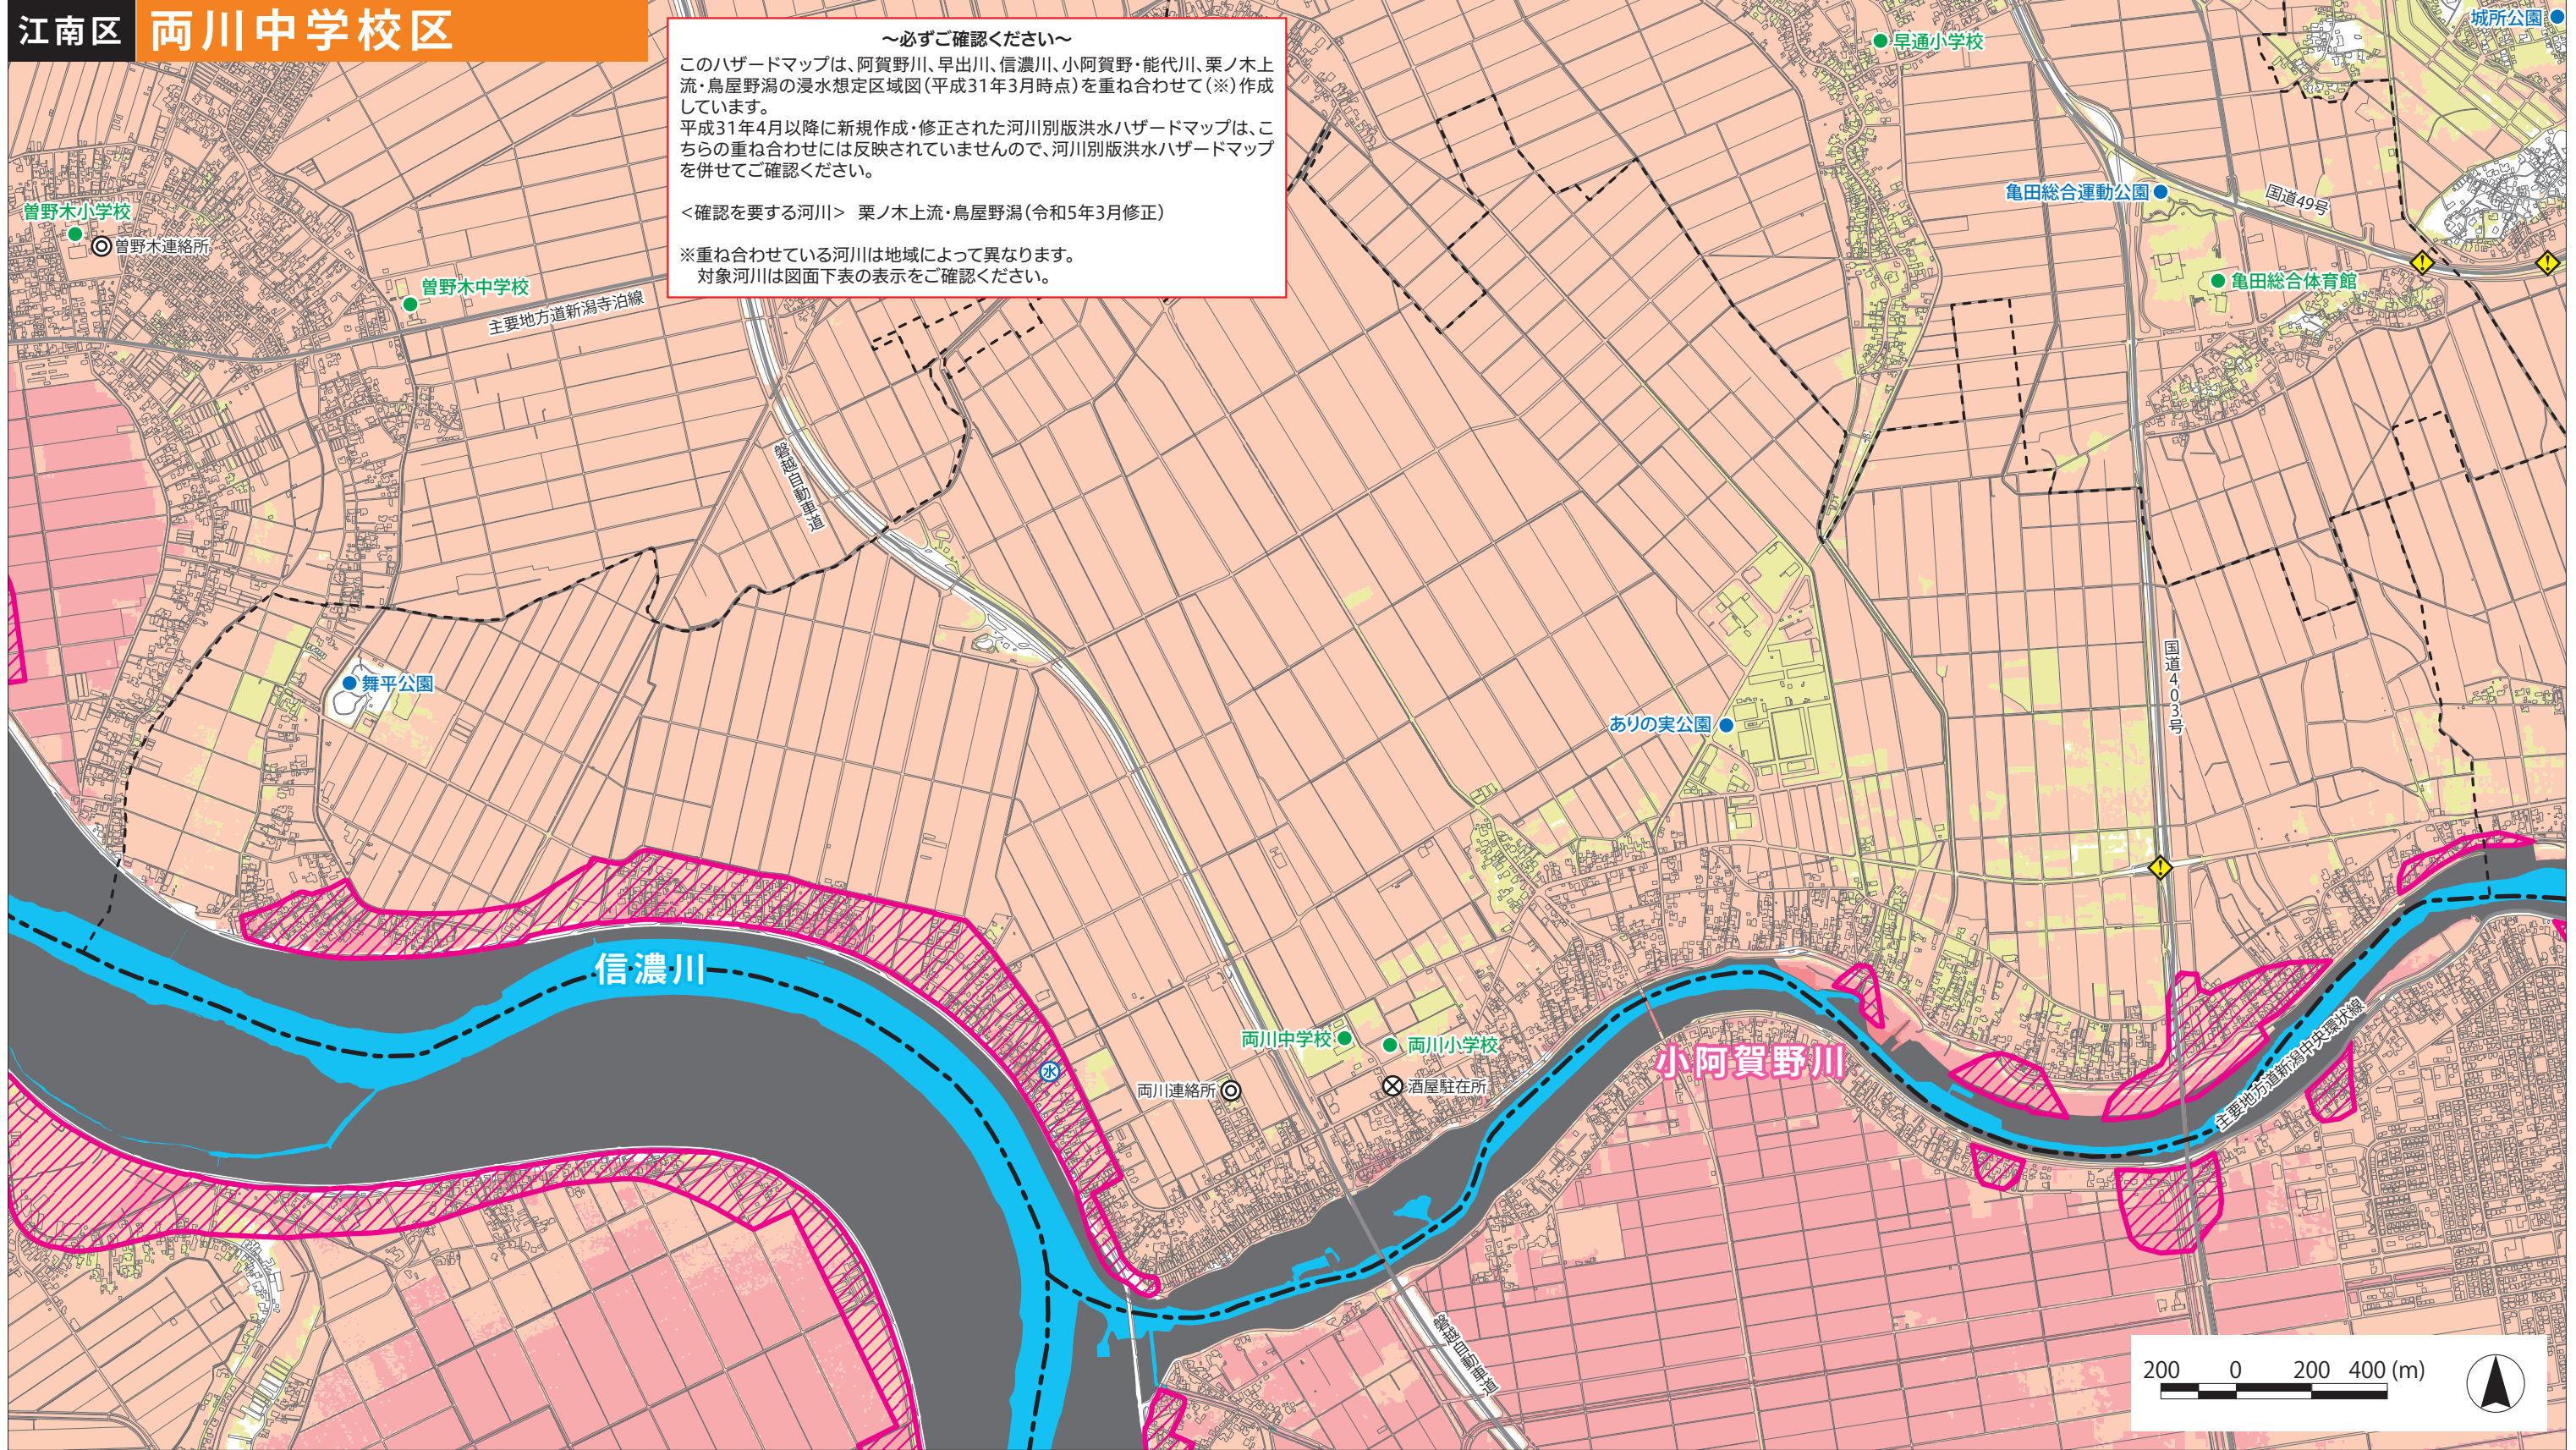 江南区 両川中学校区
～必ずご確認ください～
このハザードマップは、阿賀野川、早出川、信濃川、小阿賀野・能代川、栗ノ木上
流・鳥屋野潟の浸水想定区域図(平成31年3月時点)を重ね合わせて(※)作成
しています。
平成31年4月以降に新規作成・修正された河川別版洪水ハザードマップは、こ
ちらの重ね合わせには反映されていませんので、河川別版洪水ハザードマップ
を併せてご確認ください。
<確認を要する河川> 栗ノ木上流・鳥屋野潟(令和5年3月修正)
※重ね合わせている河川は地域によって異なります。
対象河川は図面下表の表示をご確認ください。
城所公園
早通小学校
亀田総合運動公園
国道49号
曽野木小学校
曽野木連絡所
曽野木中学校
主要地方道新潟寺泊線
亀田総合体育館
磐越自動車道
舞平公園
国道403号
ありの実公園
信濃川
両川中学校
両川小学校
水
両川連絡所
酒屋駐在所
小阿賀野川
主要地方道新潟中央環状線
磐越自動車道
200 0 200 400 (m)